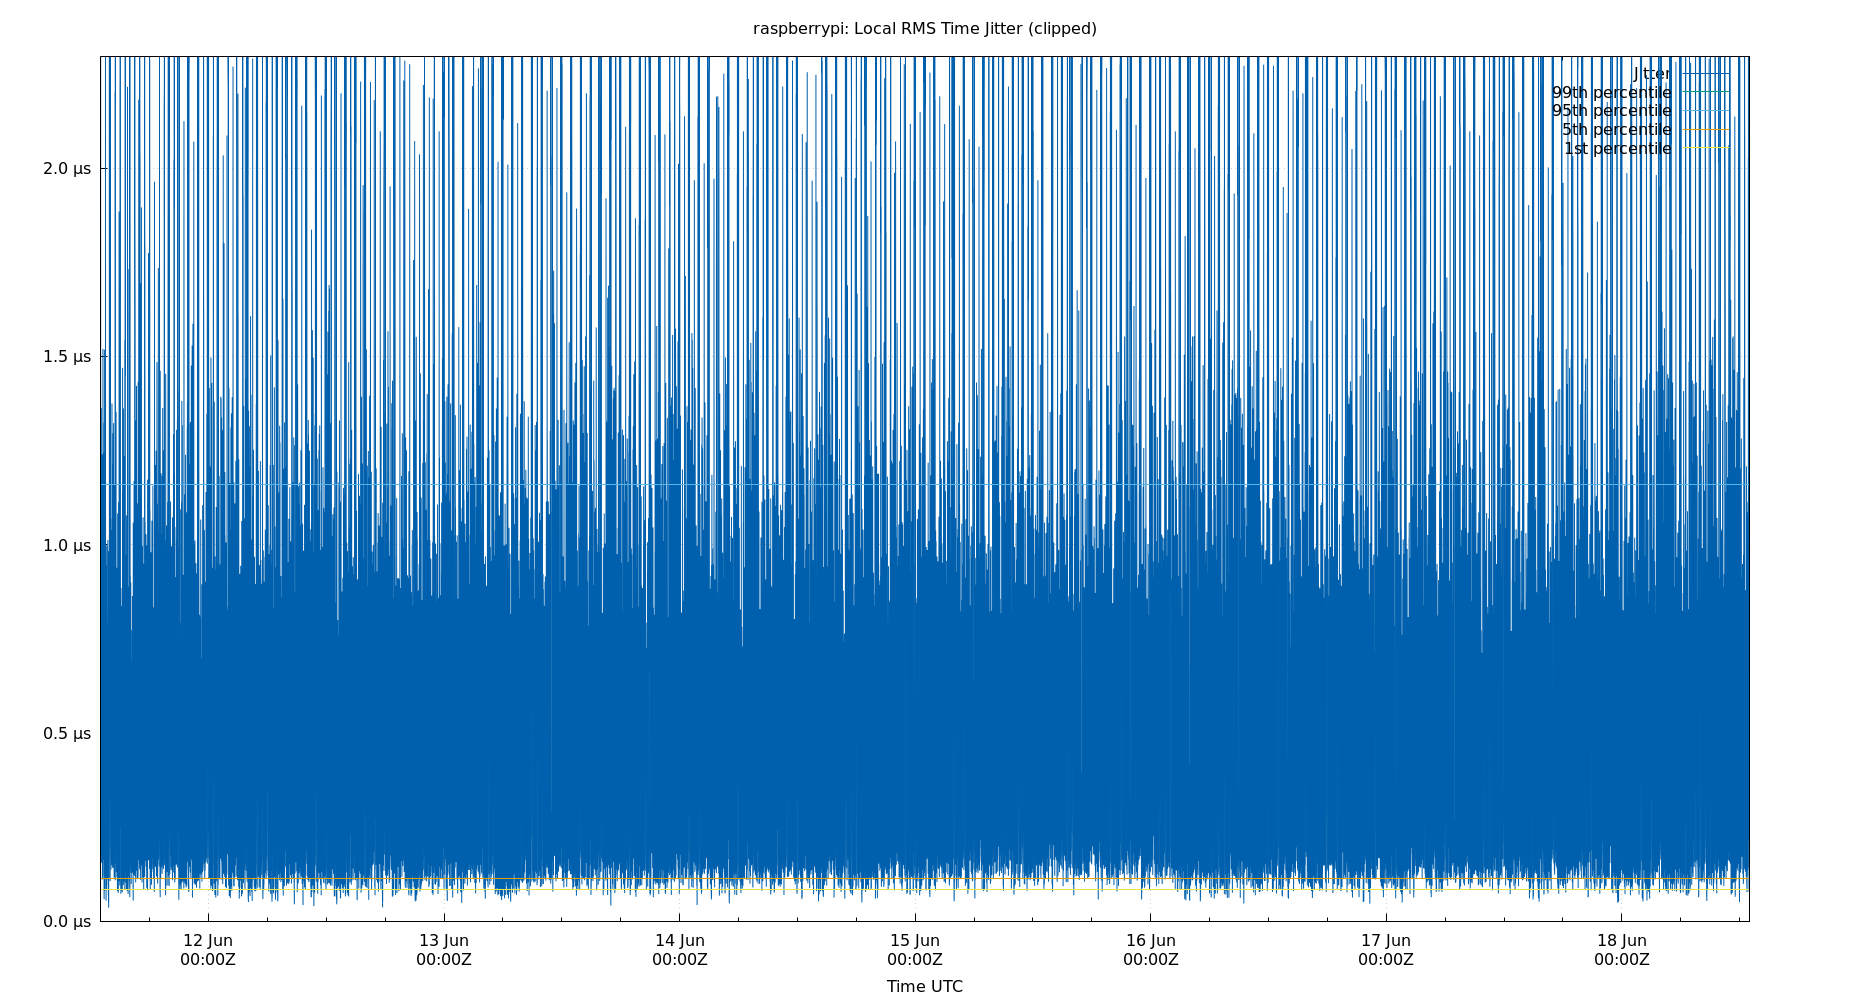 raspberrypi: Local RMS Time Jitter (clipped)
Jitter
99th percentile
95th percentile
5th percentile
1st percentile
2.0 μs
1.5 μs
1.0 μs
0.5 μs
0.0 μs
12 Jun 13 Jun 14 Jun 15 Jun 16 Jun 17 Jun 18 Jun
00:00Z 00:00Z 00:00Z 00:00Z 00:00Z 00:00Z 00:00Z
Time UTC